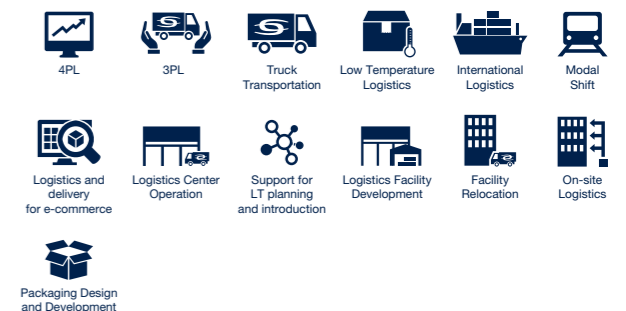 4PL
3PL
Truck
Transportation
Low Temperature
Logistics
International
Logistics
Modal
Shift
Logistics and
delivery
for e-commerce
Logistics Center
Operation
Support for
LT planning
and introduction
Logistics Facility
Development
Facility
Relocation
On-site
Logistics
Packaging Design
and Development